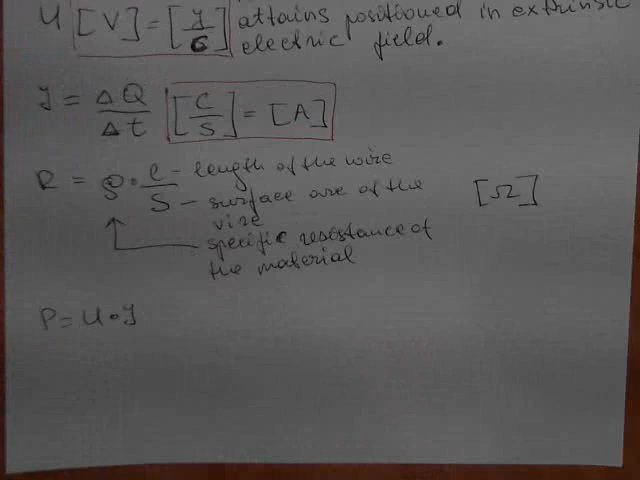 U [V] = [J/C] attains positioned in extrinsic
electric field.
J = ΔQ/Δt [C/S] = [A]
R = ρ · l/S - length of the wire
- surface are of the [Ω]
wire
specific resistance of
the material
P = U · J